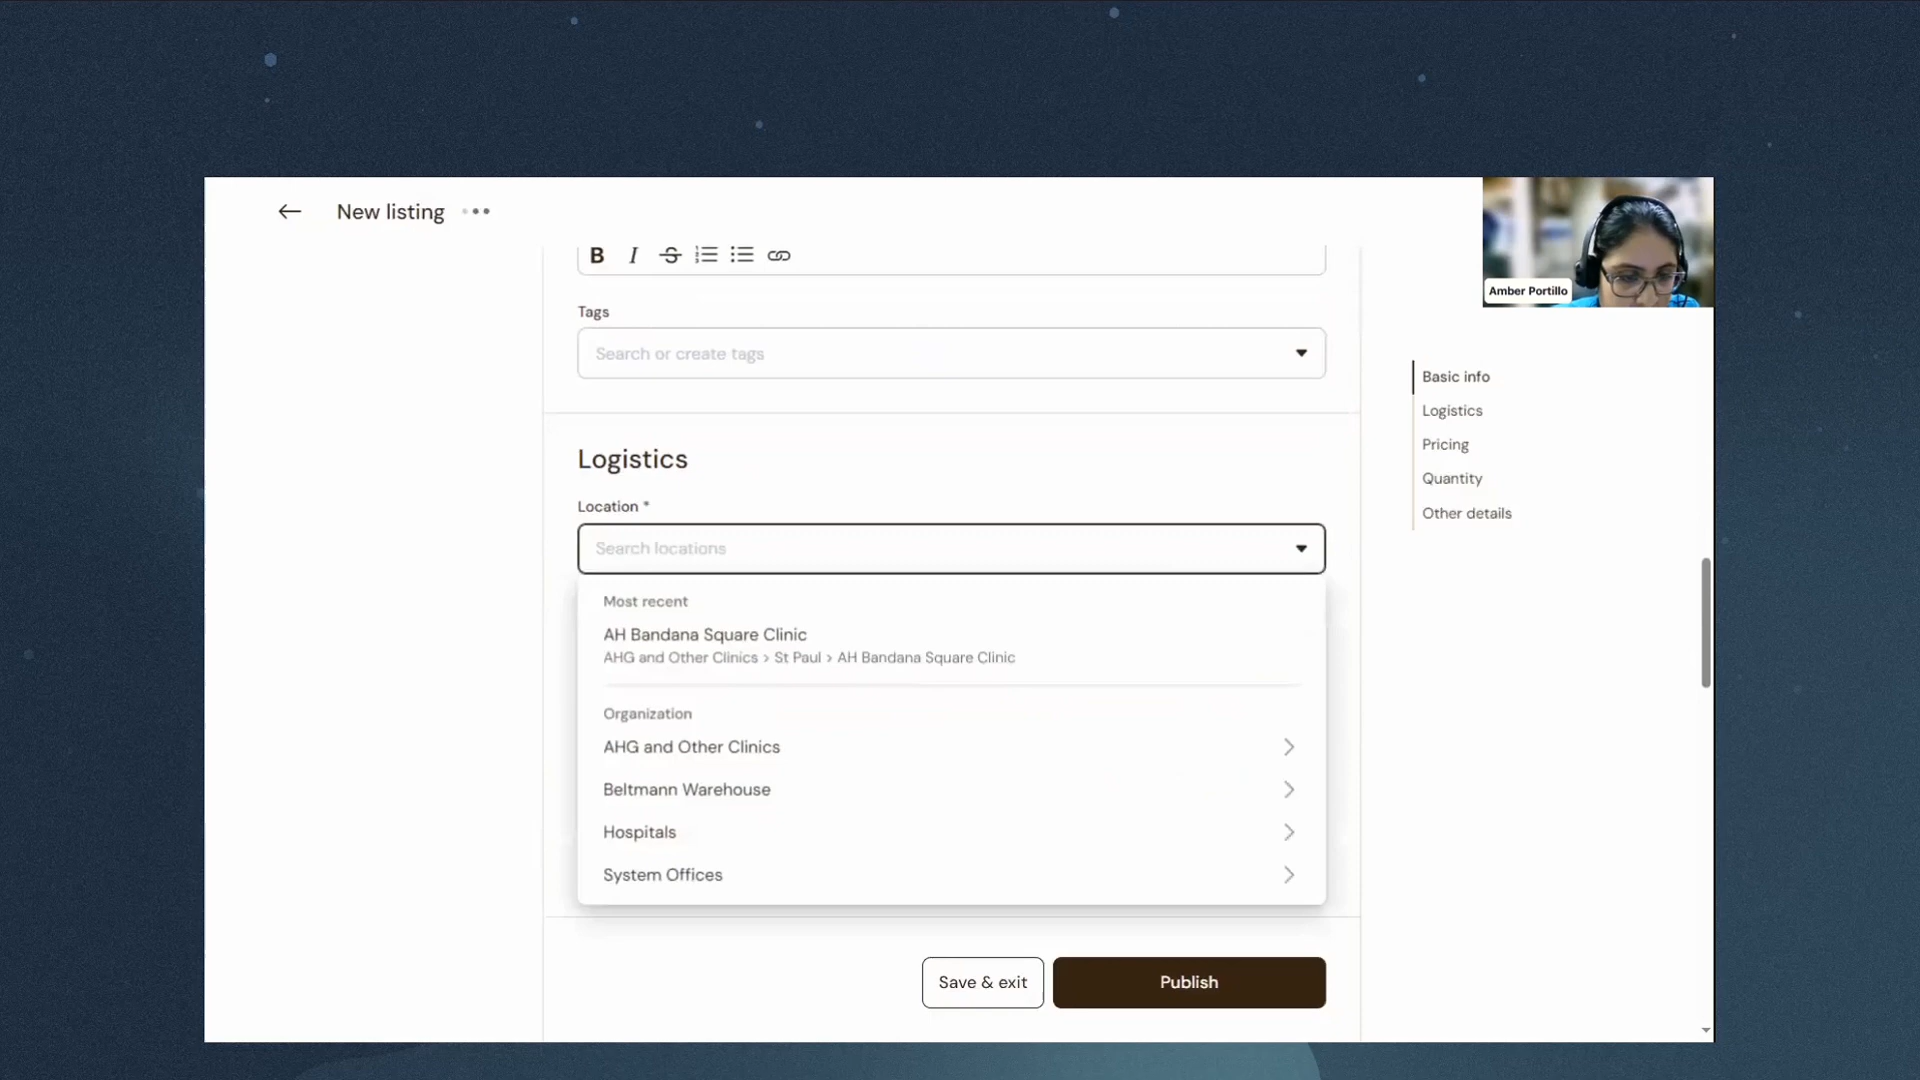 New listing
B I S
Tags
Search or create tags
Logistics
Location *
Search locations
Most recent
AH Bandana Square Clinic
AHG and Other Clinics > St Paul > AH Bandana Square Clinic
Organization
AHG and Other Clinics
Beltmann Warehouse
Hospitals
System Offices
Save & exit
Publish
Amber Portillo
Basic info
Logistics
Pricing
Quantity
Other details